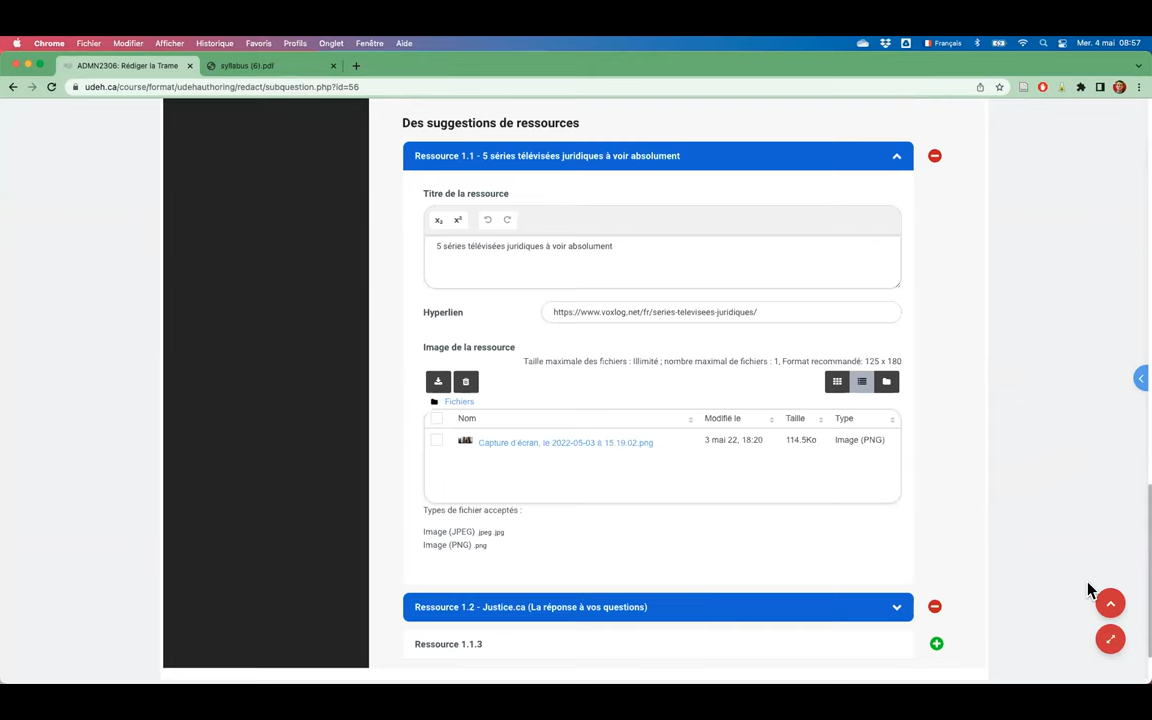 Chrome Fichier Modifier Afficher Historique Favoris Profils Onglet Fenêtre Aide Français Mer. 4 mai 08:57
ADMN2306: Rédiger la Trame syllabus (6).pdf
udeh.ca/course/format/udehauthoring/redact/subquestion.php?id=56
Des suggestions de ressources
Ressource 1.1 - 5 séries télévisées juridiques à voir absolument
Titre de la ressource
x₂ x²
5 séries télévisées juridiques à voir absolument
Hyperlien https://www.voxlog.net/fr/series-televisees-juridiques/
Image de la ressource
Taille maximale des fichiers : Illimité ; nombre maximal de fichiers : 1, Format recommandé: 125 x 180
Fichiers
Nom Modifié le Taille Type
Capture d'écran, le 2022-05-03 à 15.19.02.png 3 mai 22, 18:20 114.5Ko Image (PNG)
Types de fichier acceptés :
Image (JPEG) .jpeg .jpg
Image (PNG) .png
Ressource 1.2 - Justice.ca (La réponse à vos questions)
Ressource 1.1.3